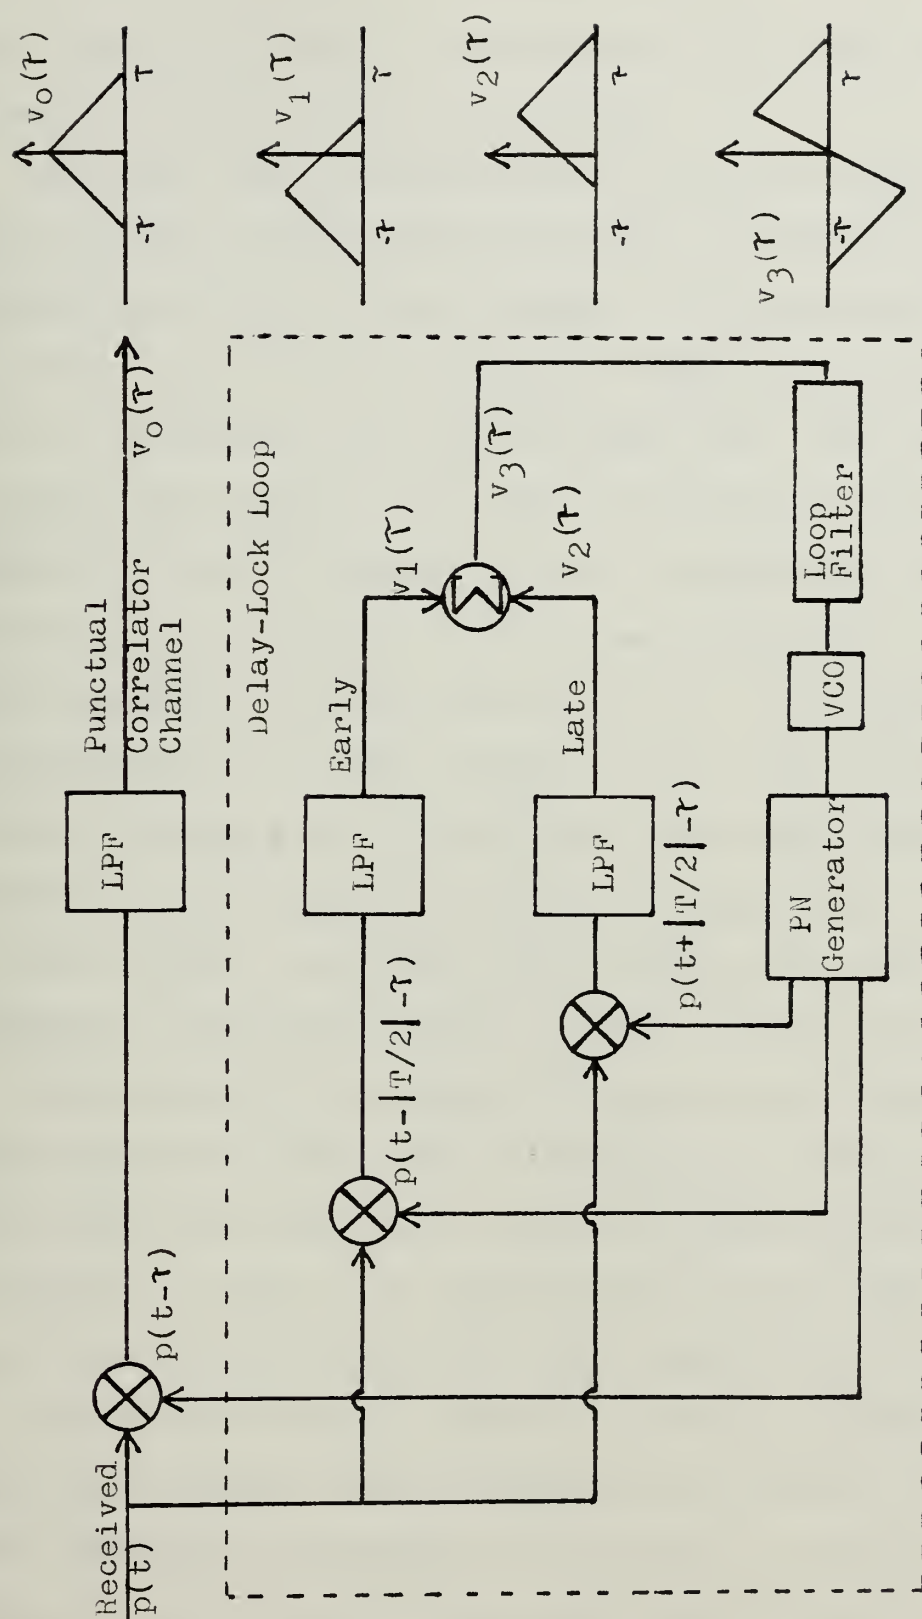 Received
p(t)
p(t-τ)
LPF
Punctual
Correlator
Channel
v0(τ)
v0(τ)
-τ
τ
Delay-Lock Loop
p(t-|T/2|-τ)
LPF
Early
v1(τ)
v1(τ)
-τ
τ
Σ
v3(τ)
p(t+|T/2|-τ)
LPF
Late
v2(τ)
v2(τ)
-τ
τ
PN
Generator
VCO
Loop
Filter
v3(τ)
-τ
τ